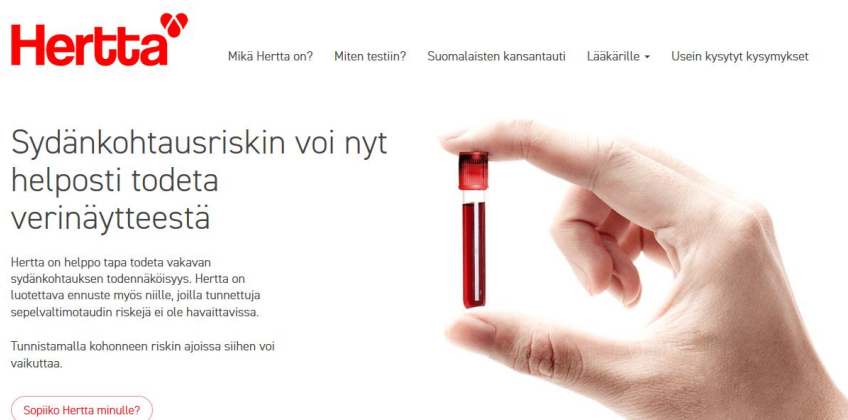 Hertta
Mikä Hertta on? Miten testiin? Suomalaisten kansantauti Lääkärille Usein kysytyt kysymykset
Sydänkohtausriskin voi nyt
helposti todeta
verinäytteestä
Hertta on helppo tapa todeta vakavan
sydänkohtauksen todennäköisyys. Hertta on
luotettava ennuste myös niille, joilla tunnettuja
sepelvaltimotaudin riskejä ei ole havaittavissa.
Tunnistamalla kohonneen riskin ajoissa siihen voi
vaikuttaa.
Sopiiko Hertta minulle?